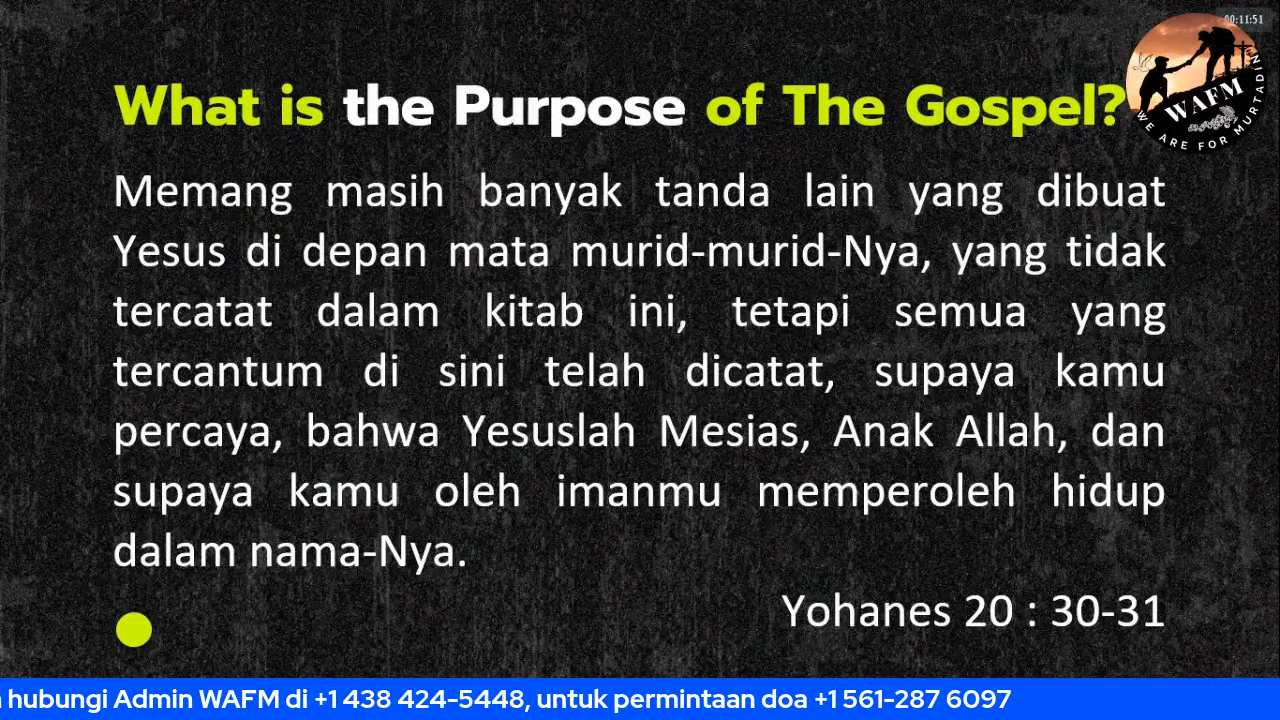 00:11:51
What is the Purpose of The Gospel?
WAFM
WE ARE FOR MURTADIN
Memang masih banyak tanda lain yang dibuat
Yesus di depan mata murid-murid-Nya, yang tidak
tercatat dalam kitab ini, tetapi semua yang
tercantum di sini telah dicatat, supaya kamu
percaya, bahwa Yesuslah Mesias, Anak Allah, dan
supaya kamu oleh imanmu memperoleh hidup
dalam nama-Nya.
Yohanes 20 : 30-31
hubungi Admin WAFM di +1 438 424-5448, untuk permintaan doa +1 561-287 6097